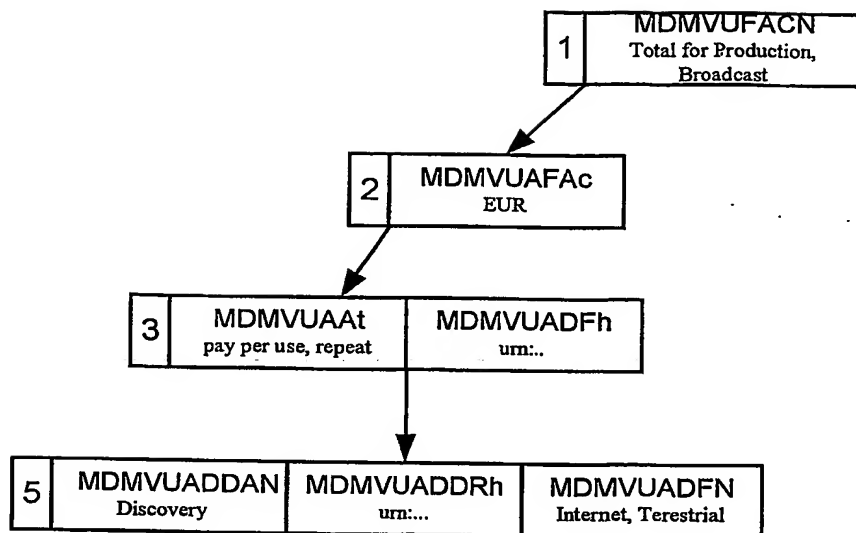 1
MDMVUFACN
Total for Production,
Broadcast
2
MDMVUAFAc
EUR
3
MDMVUAAt
pay per use, repeat
MDMVUADFh
urn:..
5
MDMVUADDAN
Discovery
MDMVUADDRh
urn:...
MDMVUADFN
Internet, Terestrial